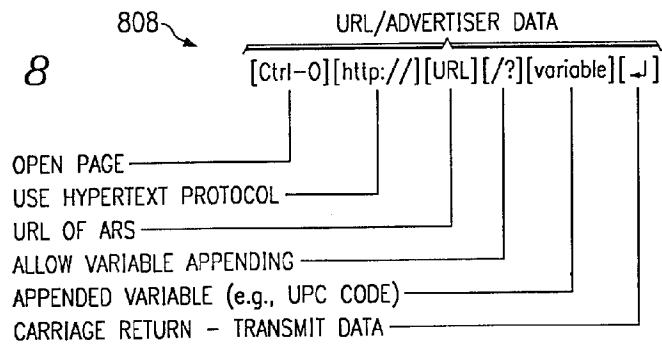 808
URL/ADVERTISER DATA
8
[Ctrl-O][http://][URL][/?][variable][↵]
OPEN PAGE
USE HYPERTEXT PROTOCOL
URL OF ARS
ALLOW VARIABLE APPENDING
APPENDED VARIABLE (e.g., UPC CODE)
CARRIAGE RETURN - TRANSMIT DATA